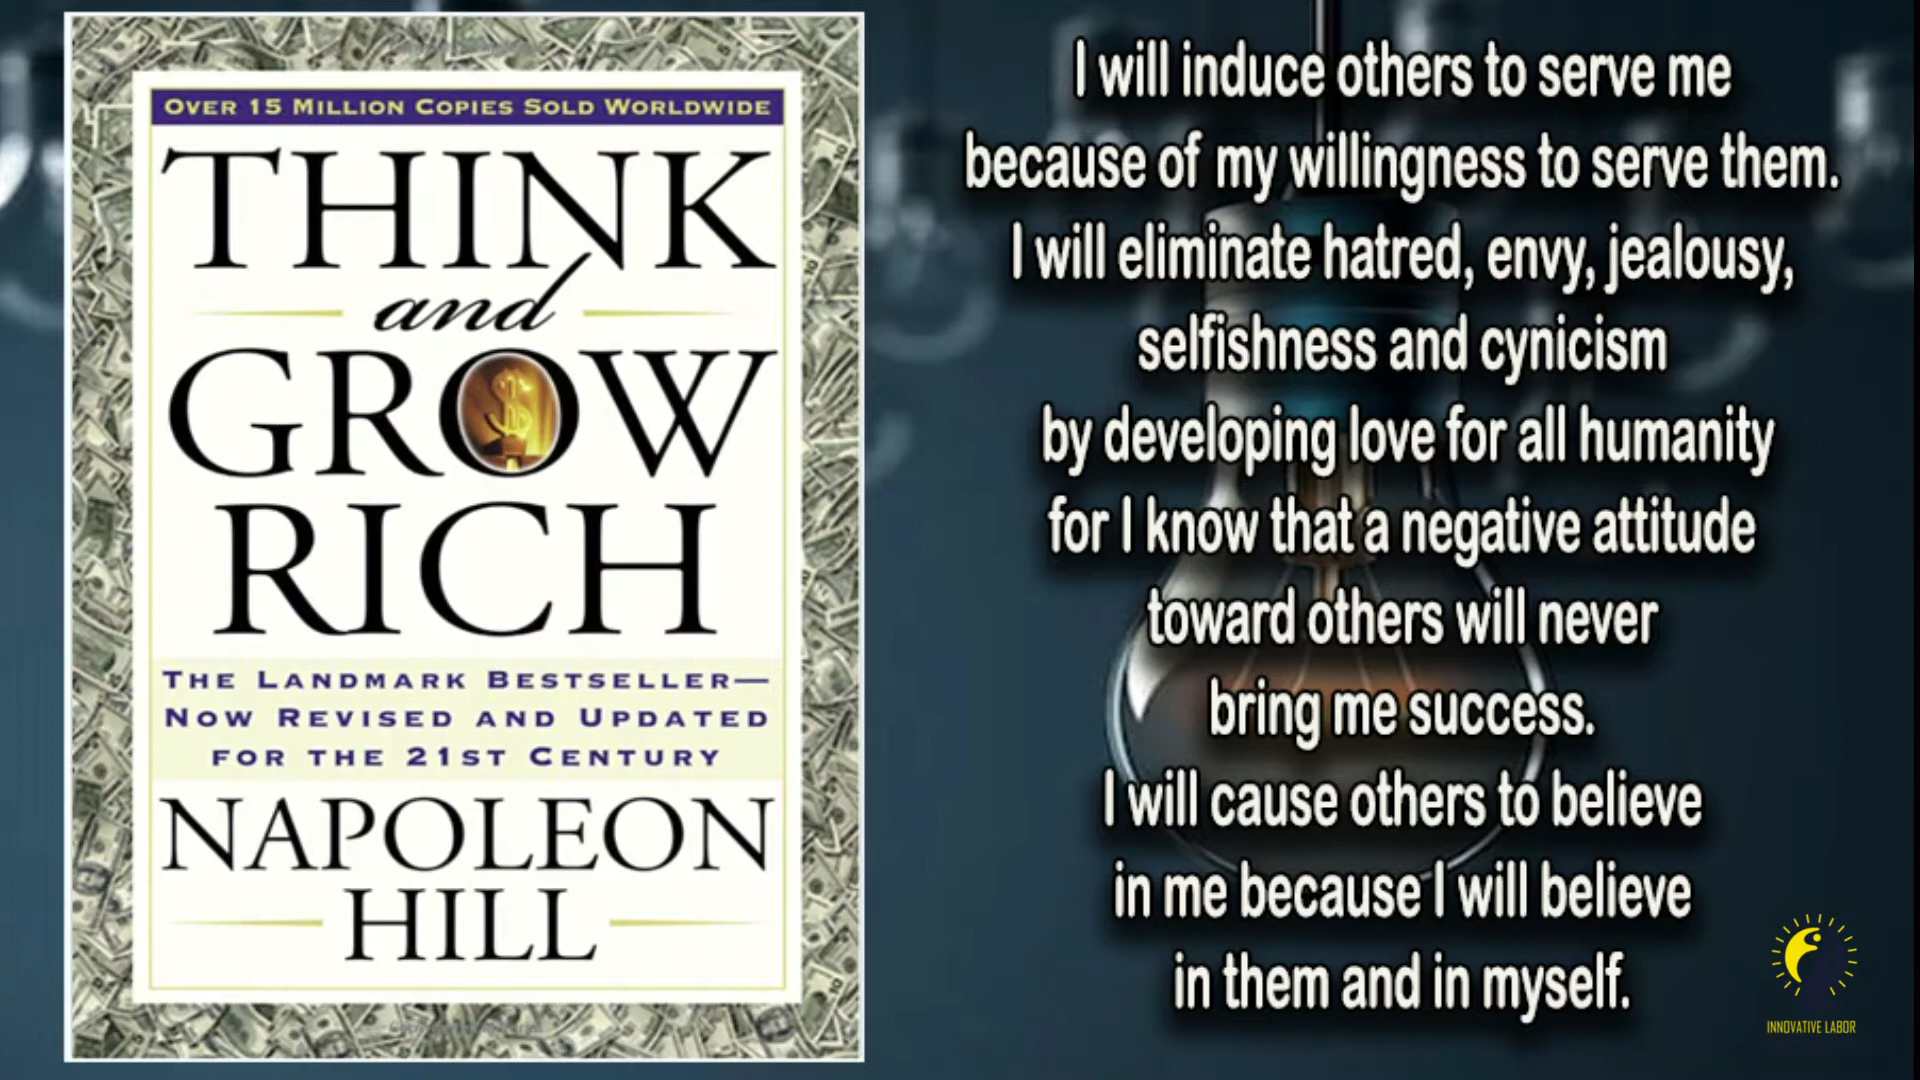 OVER 15 MILLION COPIES SOLD WORLDWIDE
THINK
and
GROW
RICH
THE LANDMARK BESTSELLER—
NOW REVISED AND UPDATED
FOR THE 21ST CENTURY
NAPOLEON
HILL
I will induce others to serve me
because of my willingness to serve them.
I will eliminate hatred, envy, jealousy,
selfishness and cynicism
by developing love for all humanity
for I know that a negative attitude
toward others will never
bring me success.
I will cause others to believe
in me because I will believe
in them and in myself.
INNOVATIVE LABOR